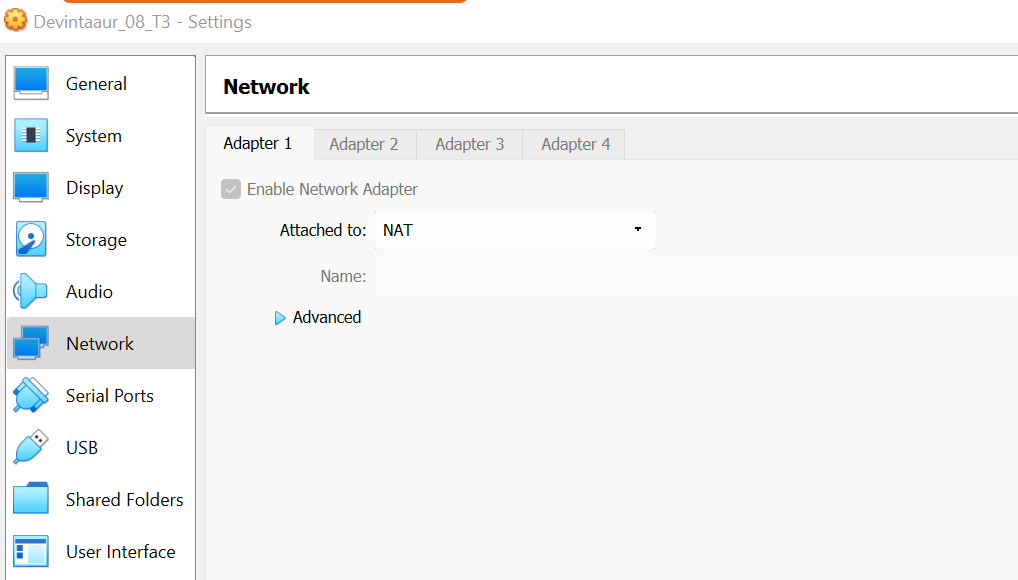 Devintaaur_08_T3 - Settings
General
System
Display
Storage
Audio
Network
Serial Ports
USB
Shared Folders
User Interface
Network
Adapter 1 Adapter 2 Adapter 3 Adapter 4
Enable Network Adapter
Attached to: NAT
Name:
Advanced